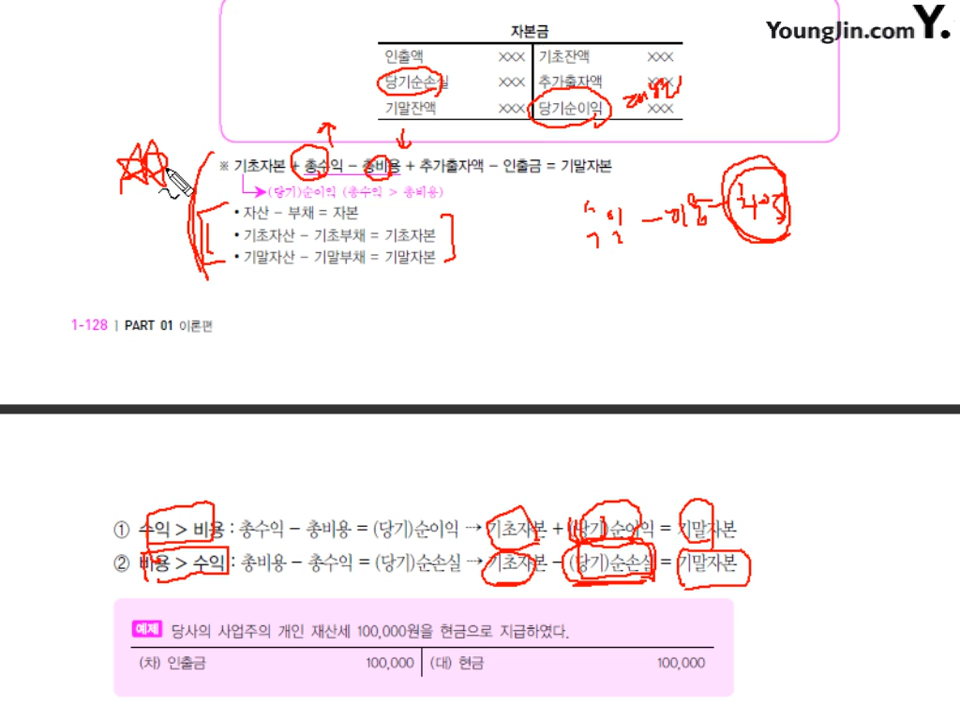 YoungJin.com Y.
자본금
인출액 XXX 기초잔액 XXX
당기순손실 XXX 추가출자액 XXX
기말잔액 XXX 당기순이익 XXX
※ 기초자본 + 총수익 − 총비용 + 추가출자액 − 인출금 = 기말자본
(당기)순이익 (총수익 > 총비용)
• 자산 − 부채 = 자본
• 기초자산 − 기초부채 = 기초자본
• 기말자산 − 기말부채 = 기말자본
1-128 | PART 01 이론편
① 수익 > 비용 : 총수익 − 총비용 = (당기)순이익 → 기초자본 + (당기)순이익 = 기말자본
② 비용 > 수익 : 총비용 − 총수익 = (당기)순손실 → 기초자본 − (당기)순손실 = 기말자본
예제 당사의 사업주의 개인 재산세 100,000원을 현금으로 지급하였다.
(차) 인출금 100,000 (대) 현금 100,000